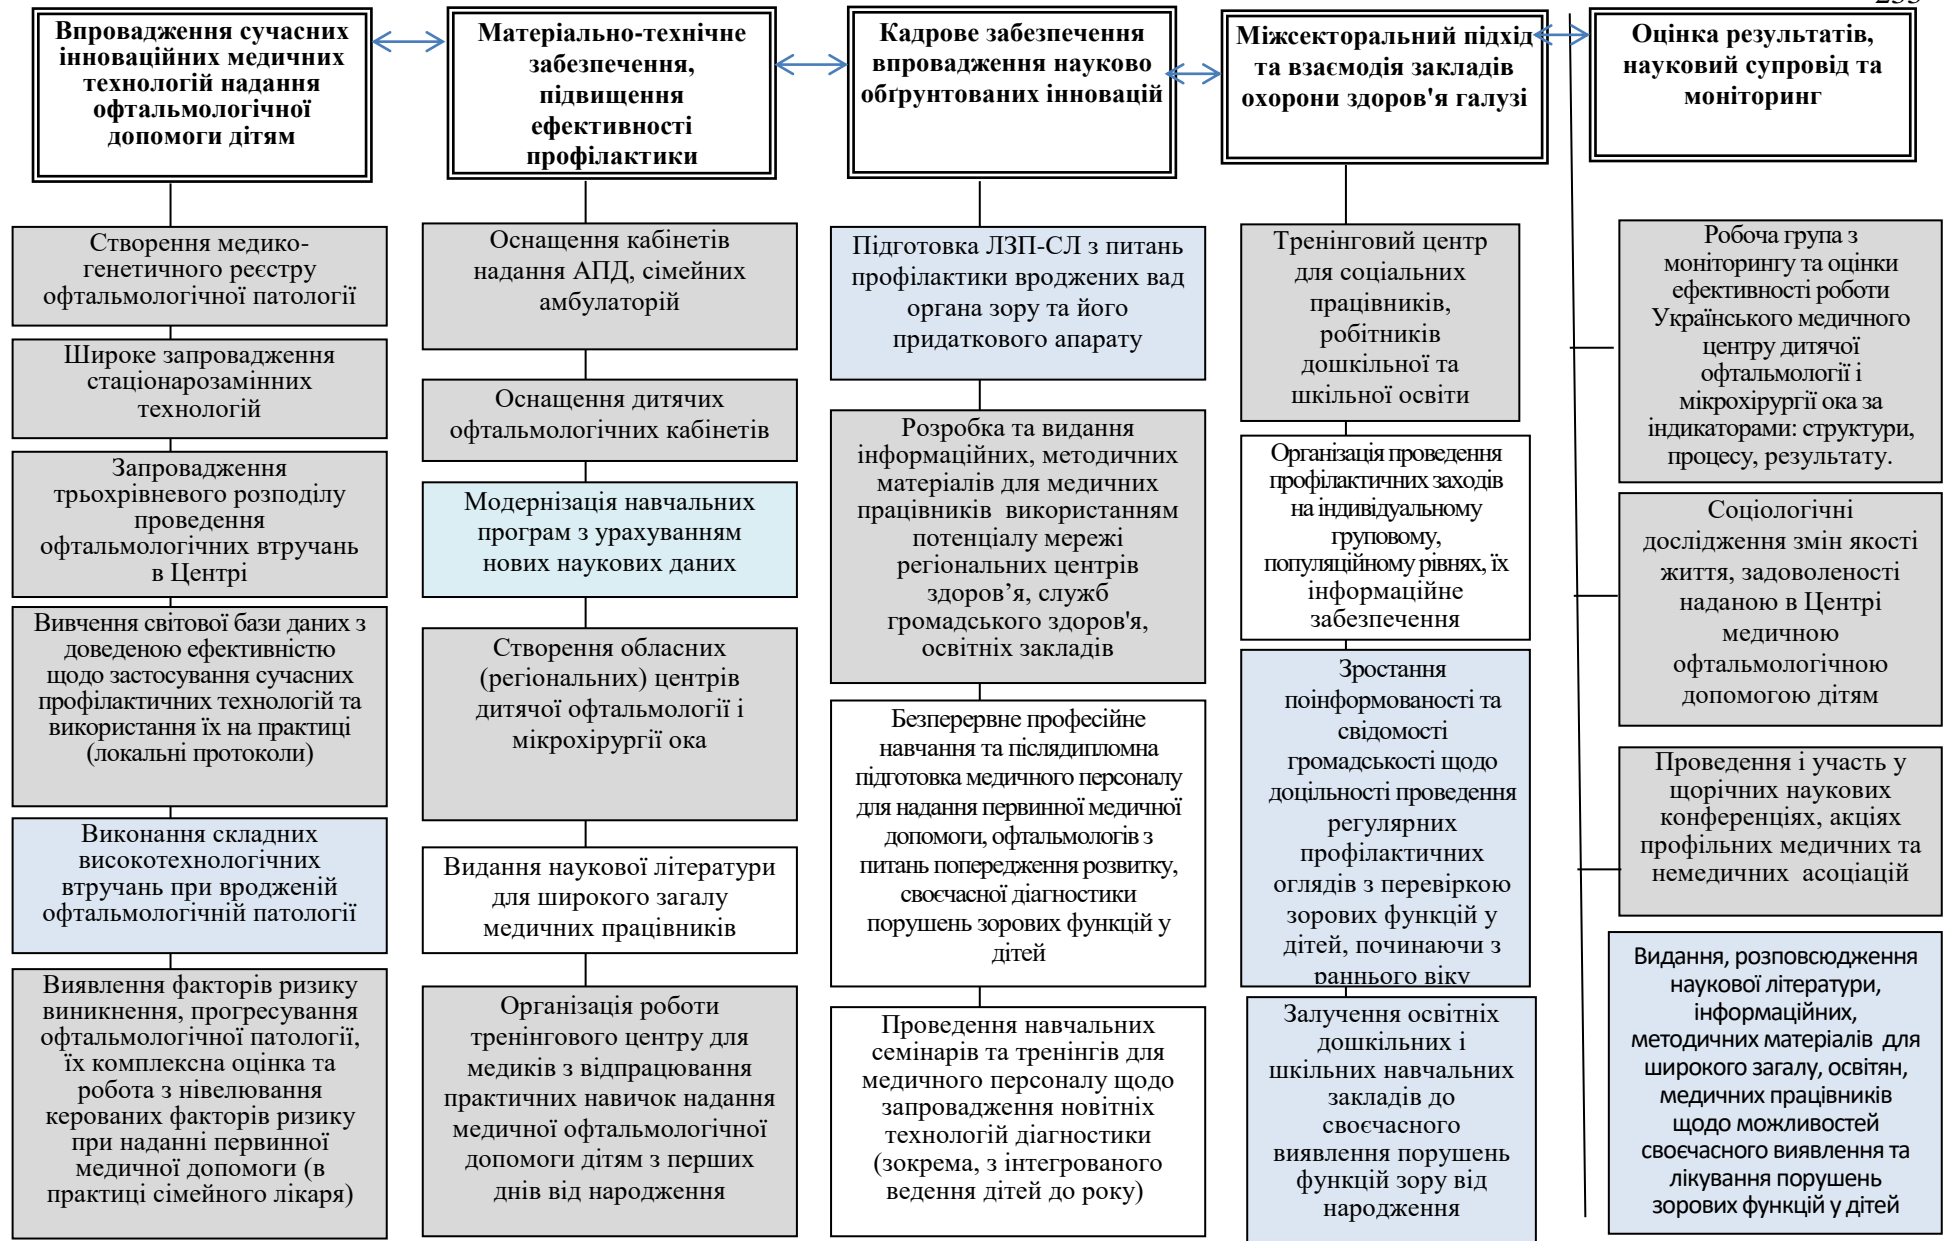 Впровадження сучасних
інноваційних медичних
технологій надання
офтальмологічної
допомоги дітям
Матеріально-технічне
забезпечення,
підвищення
ефективності
профілактики
Кадрове забезпечення
впровадження науково
обґрунтованих інновацій
Міжсекторальний підхід
та взаємодія закладів
охорони здоров'я галузі
Оцінка результатів,
науковий супровід та
моніторинг
Створення медико-
генетичного реєстру
офтальмологічної патології
Широке запровадження
стаціонарозамінних
технологій
Запровадження
трьохрівневого розподілу
проведення
офтальмологічних втручань
в Центрі
Вивчення світової бази даних з
доведеною ефективністю
щодо застосування сучасних
профілактичних технологій та
використання їх на практиці
(локальні протоколи)
Виконання складних
високотехнологічних
втручань при вродженій
офтальмологічній патології
Виявлення факторів ризику
виникнення, прогресування
офтальмологічної патології,
їх комплексна оцінка та
робота з нівелювання
керованих факторів ризику
при наданні первинної
медичної допомоги (в
практиці сімейного лікаря)
Оснащення кабінетів
надання АПД, сімейних
амбулаторій
Оснащення дитячих
офтальмологічних кабінетів
Модернізація навчальних
програм з урахуванням
нових наукових даних
Створення обласних
(регіональних) центрів
дитячої офтальмології і
мікрохірургії ока
Видання наукової літератури
для широкого загалу
медичних працівників
Організація роботи
тренінгового центру для
медиків з відпрацювання
практичних навичок надання
медичної офтальмологічної
допомоги дітям з перших
днів від народження
Підготовка ЛЗП-СЛ з питань
профілактики вроджених вад
органа зору та його
придаткового апарату
Розробка та видання
інформаційних, методичних
матеріалів для медичних
працівників  використанням
потенціалу мережі
регіональних центрів
здоров’я, служб
громадського здоров'я,
освітніх закладів
Безперервне професійне
навчання та післядипломна
підготовка медичного персоналу
для надання первинної медичної
допомоги, офтальмологів з
питань попередження розвитку,
своєчасної діагностики
порушень зорових функцій у
дітей
Проведення навчальних
семінарів та тренінгів для
медичного персоналу щодо
запровадження новітніх
технологій діагностики
(зокрема, з інтегрованого
ведення дітей до року)
Тренінговий центр
для соціальних
працівників,
робітників
дошкільної та
шкільної освіти
Організація проведення
профілактичних заходів
на індивідуальному
груповому,
популяційному рівнях, їх
інформаційне
забезпечення
Зростання
поінформованості та
свідомості
громадськості щодо
доцільності проведення
регулярних
профілактичних
оглядів з перевіркою
зорових функцій у
дітей, починаючи з
раннього віку
Залучення освітніх
дошкільних і
шкільних навчальних
закладів до
своєчасного
виявлення порушень
функцій зору від
народження
Робоча група з
моніторингу та оцінки
ефективності роботи
Українського медичного
центру дитячої
офтальмології і
мікрохірургії ока за
індикаторами: структури,
процесу, результату.
Соціологічні
дослідження змін якості
життя, задоволеності
наданою в Центрі
медичною
офтальмологічною
допомогою дітям
Проведення і участь у
щорічних наукових
конференціях, акціях
профільних медичних та
немедичних  асоціацій
Видання, розповсюдження
наукової літератури,
інформаційних,
методичних матеріалів  для
широкого загалу, освітян,
медичних працівників
щодо можливостей
своєчасного виявлення та
лікування порушень
зорових функцій у дітей